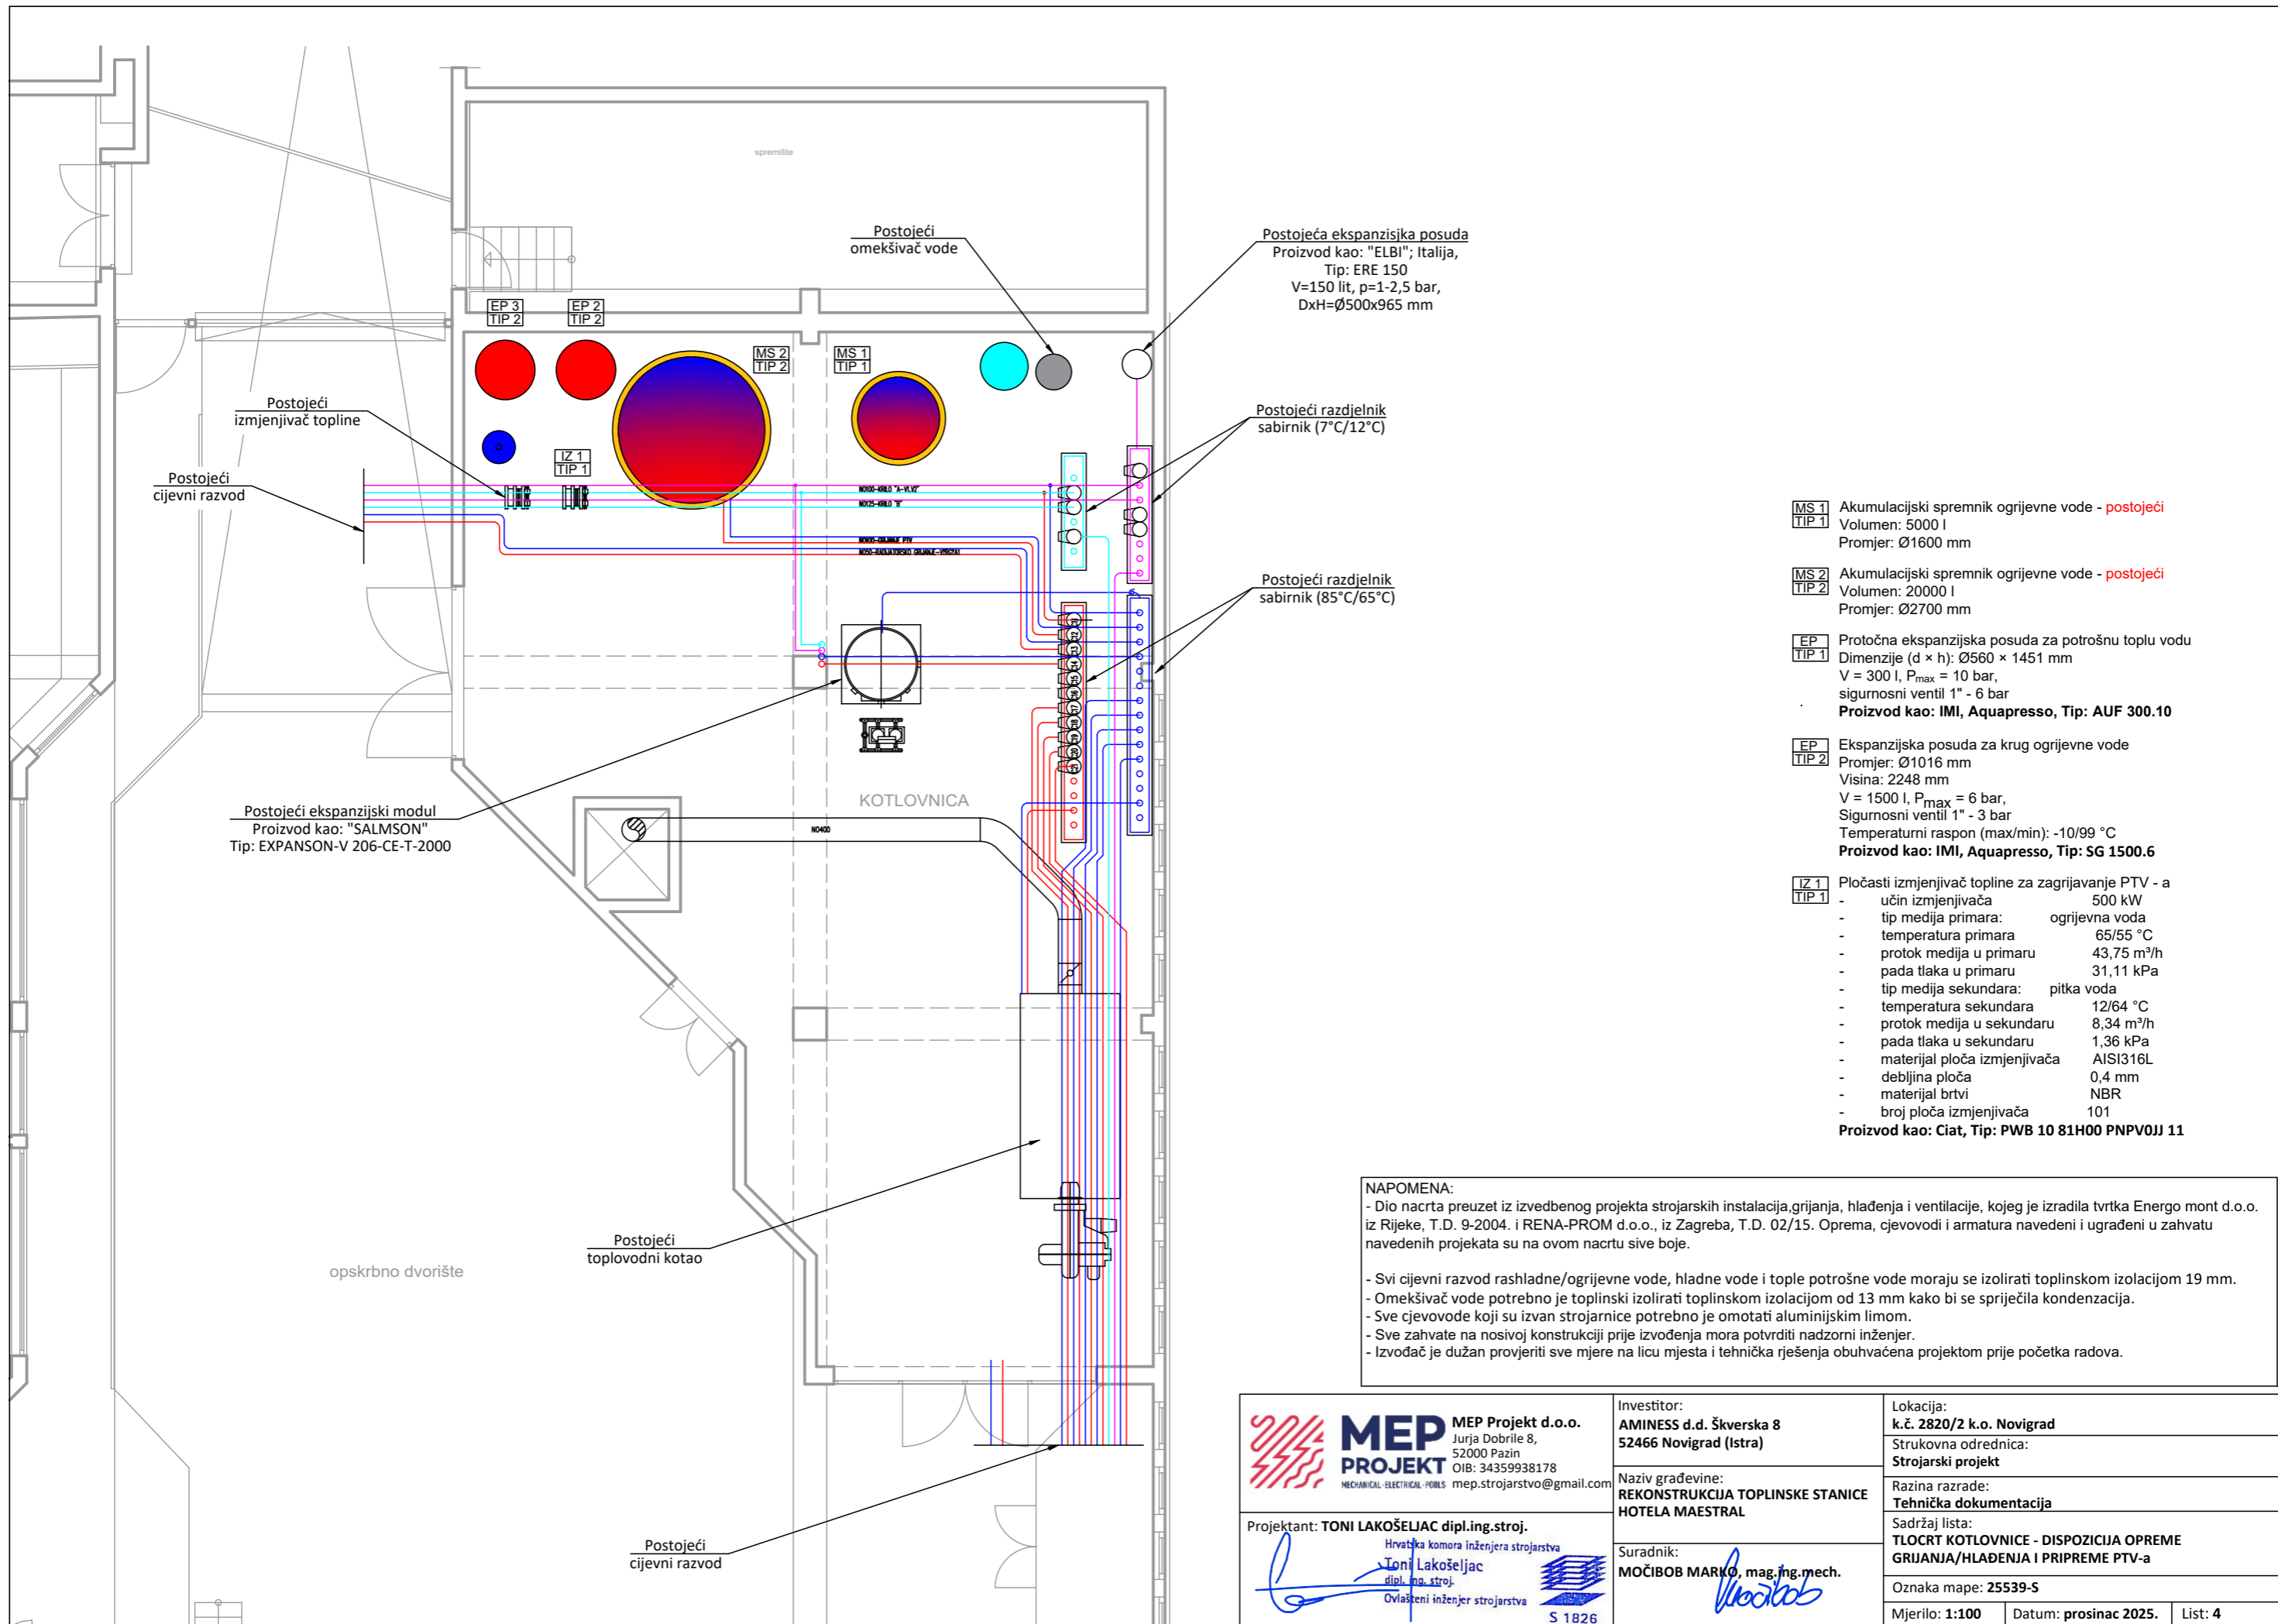 spremište
Postojeći
omekšivač vode
Postojeća ekspanzisjka posuda
Proizvod kao: "ELBI"; Italija,
Tip: ERE 150
V=150 lit, p=1-2,5 bar,
DxH=Ø500x965 mm
EP 3
TIP 2
EP 2
TIP 2
MS 2
TIP 2
MS 1
TIP 1
Postojeći
izmjenjivač topline
IZ 1
TIP 1
Postojeći
cijevni razvod
Postojeći razdjelnik
sabirnik (7°C/12°C)
NO100-KRILO "A-V1,V2"
NO125-KRILO "B"
Postojeći razdjelnik
sabirnik (85°C/65°C)
C12
C13
C14
C15
C16
C17
C18
C19
C20
C21
KOTLOVNICA
NO400
Postojeći ekspanzijski modul
Proizvod kao: "SALMSON"
Tip: EXPANSON-V 206-CE-T-2000
Postojeći
toplovodni kotao
opskrbno dvorište
Postojeći
cijevni razvod
MS 1
TIP 1
Akumulacijski spremnik ogrijevne vode - postojeći
Volumen: 5000 l
Promjer: Ø1600 mm
MS 2
TIP 2
Akumulacijski spremnik ogrijevne vode - postojeći
Volumen: 20000 l
Promjer: Ø2700 mm
EP
TIP 1
Protočna ekspanzijska posuda za potrošnu toplu vodu
Dimenzije (d × h): Ø560 × 1451 mm
V = 300 l, Pmax = 10 bar,
sigurnosni ventil 1" - 6 bar
Proizvod kao: IMI, Aquapresso, Tip: AUF 300.10
EP
TIP 2
Ekspanzijska posuda za krug ogrijevne vode
Promjer: Ø1016 mm
Visina: 2248 mm
V = 1500 l, Pmax = 6 bar,
Sigurnosni ventil 1" - 3 bar
Temperaturni raspon (max/min): -10/99 °C
Proizvod kao: IMI, Aquapresso, Tip: SG 1500.6
IZ 1
TIP 1
Pločasti izmjenjivač topline za zagrijavanje PTV - a
- učin izmjenjivača 500 kW
- tip medija primara: ogrijevna voda
- temperatura primara 65/55 °C
- protok medija u primaru 43,75 m³/h
- pada tlaka u primaru 31,11 kPa
- tip medija sekundara: pitka voda
- temperatura sekundara 12/64 °C
- protok medija u sekundaru 8,34 m³/h
- pada tlaka u sekundaru 1,36 kPa
- materijal ploča izmjenjivača AISI316L
- debljina ploča 0,4 mm
- materijal brtvi NBR
- broj ploča izmjenjivača 101
Proizvod kao: Ciat, Tip: PWB 10 81H00 PNPV0JJ 11
NAPOMENA:
- Dio nacrta preuzet iz izvedbenog projekta strojarskih instalacija,grijanja, hlađenja i ventilacije, kojeg je izradila tvrtka Energo mont d.o.o.
iz Rijeke, T.D. 9-2004. i RENA-PROM d.o.o., iz Zagreba, T.D. 02/15. Oprema, cjevovodi i armatura navedeni i ugrađeni u zahvatu
navedenih projekata su na ovom nacrtu sive boje.
- Svi cijevni razvod rashladne/ogrijevne vode, hladne vode i tople potrošne vode moraju se izolirati toplinskom izolacijom 19 mm.
- Omekšivač vode potrebno je toplinski izolirati toplinskom izolacijom od 13 mm kako bi se spriječila kondenzacija.
- Sve cjevovode koji su izvan strojarnice potrebno je omotati aluminijskim limom.
- Sve zahvate na nosivoj konstrukciji prije izvođenja mora potvrditi nadzorni inženjer.
- Izvođač je dužan provjeriti sve mjere na licu mjesta i tehnička rješenja obuhvaćena projektom prije početka radova.
MEP
PROJEKT
MECHANICAL-ELECTRICAL-POOLS
MEP Projekt d.o.o.
Jurja Dobrile 8,
52000 Pazin
OIB: 34359938178
mep.strojarstvo@gmail.com
Projektant: TONI LAKOŠELJAC dipl.ing.stroj.
Hrvatska komora inženjera strojarstva
Toni Lakošeljac
dipl. ing. stroj.
Ovlašteni inženjer strojarstva
S 1826
Investitor:
AMINESS d.d. Škverska 8
52466 Novigrad (Istra)
Naziv građevine:
REKONSTRUKCIJA TOPLINSKE STANICE
HOTELA MAESTRAL
Suradnik:
MOČIBOB MARKO, mag.ing.mech.
Lokacija:
k.č. 2820/2 k.o. Novigrad
Strukovna odrednica:
Strojarski projekt
Razina razrade:
Tehnička dokumentacija
Sadržaj lista:
TLOCRT KOTLOVNICE - DISPOZICIJA OPREME
GRIJANJA/HLAĐENJA I PRIPREME PTV-a
Oznaka mape: 25539-S
Mjerilo: 1:100
Datum: prosinac 2025.
List: 4